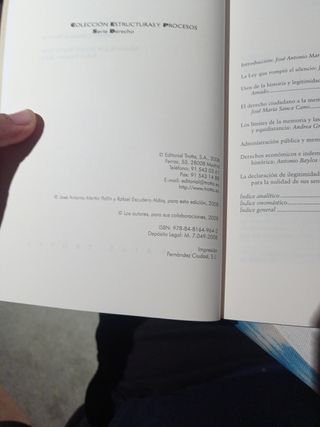 COLECCIÓN ESTRUCTURAS Y PROCESOS
Serie Derecho
© Editorial Trotta, S.A., 2008
Ferraz, 55. 28008 Madrid
Teléfono: 91 543 03 61
Fax: 91 543 14 88
E-mail: editorial@trotta.es
http://www.trotta.es
© José Antonio Martín Pallín y Rafael Escudero Alday, para esta edición, 2008
© Los autores, para sus colaboraciones, 2008
ISBN: 978-84-8164-964-2
Depósito Legal: M. 7.049-2008
Impresión
Fernández Ciudad, S.L.
Introducción: José Antonio Mar
La Ley que rompió el silencio: J
Usos de la historia y legitimidad
Amado
El derecho ciudadano a la mem
José María Sauca Cano
Los límites de la memoria y las
y equidistancia: Andrea Gr
Administración pública y mem
Derechos económicos e indem
histórica: Antonio Baylos
La declaración de ilegitimidad
para la nulidad de sus sen
Índice analítico
Índice onomástico
Índice general